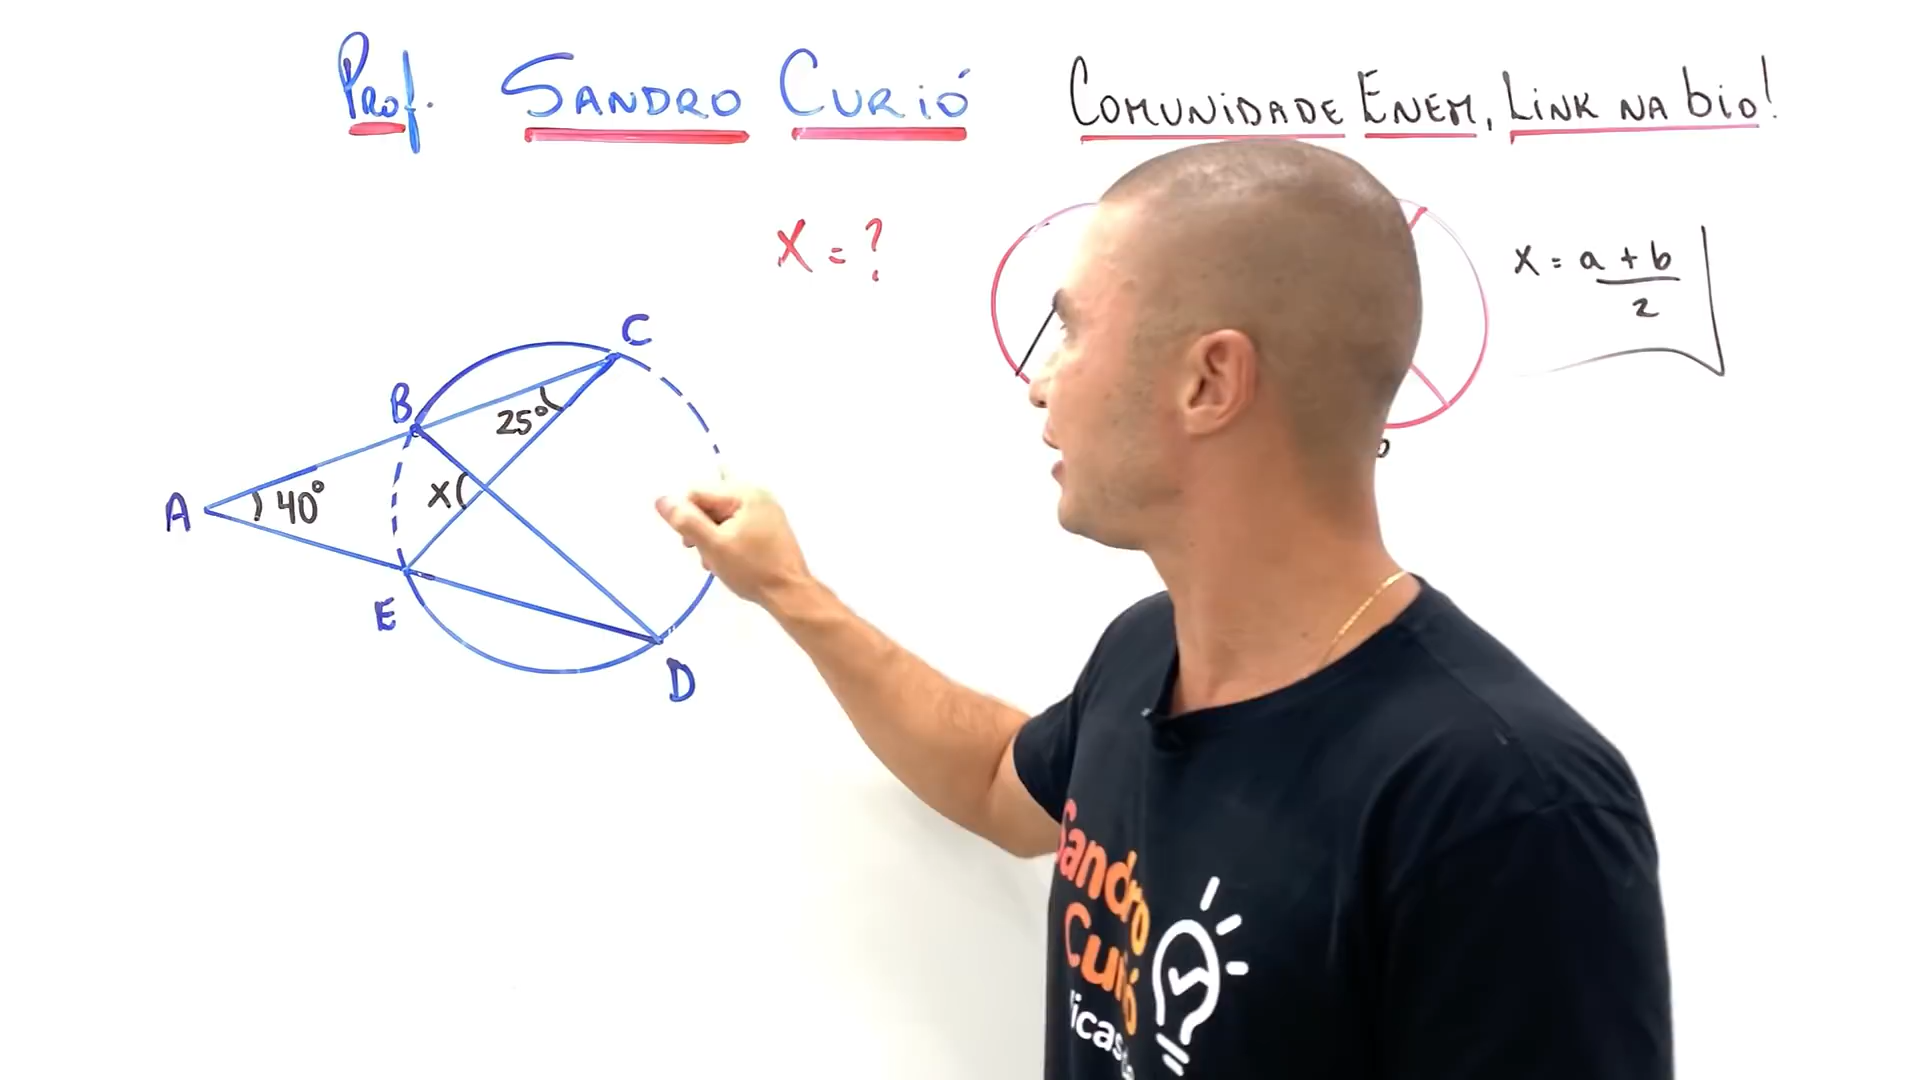 Prof. SANDRO CURIÓ COMUNIDADE ENEM, LINK NA bio!
X = ?
x = a + b
2
C
B
25°
A
40°
x
E
D
Sandro
Curió